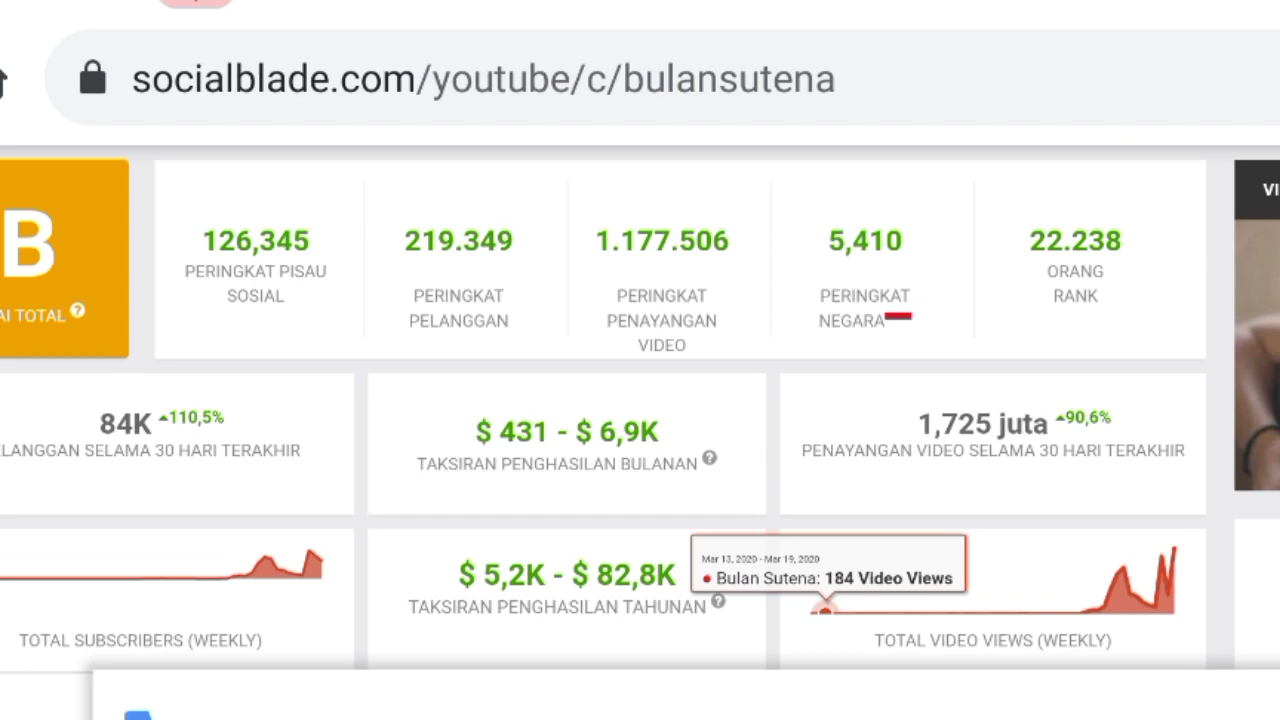 socialblade.com/youtube/c/bulansutena
B
AI TOTAL ?
126,345
PERINGKAT PISAU
SOSIAL
219.349
PERINGKAT
PELANGGAN
1.177.506
PERINGKAT
PENAYANGAN
VIDEO
5,410
PERINGKAT
NEGARA
22.238
ORANG
RANK
VI
84K 110,5%
LANGGAN SELAMA 30 HARI TERAKHIR
$ 431 - $ 6,9K
TAKSIRAN PENGHASILAN BULANAN ?
1,725 juta 90,6%
PENAYANGAN VIDEO SELAMA 30 HARI TERAKHIR
TOTAL SUBSCRIBERS (WEEKLY)
$ 5,2K - $ 82,8K
TAKSIRAN PENGHASILAN TAHUNAN ?
Mar 13, 2020 - Mar 19, 2020
Bulan Sutena: 184 Video Views
TOTAL VIDEO VIEWS (WEEKLY)